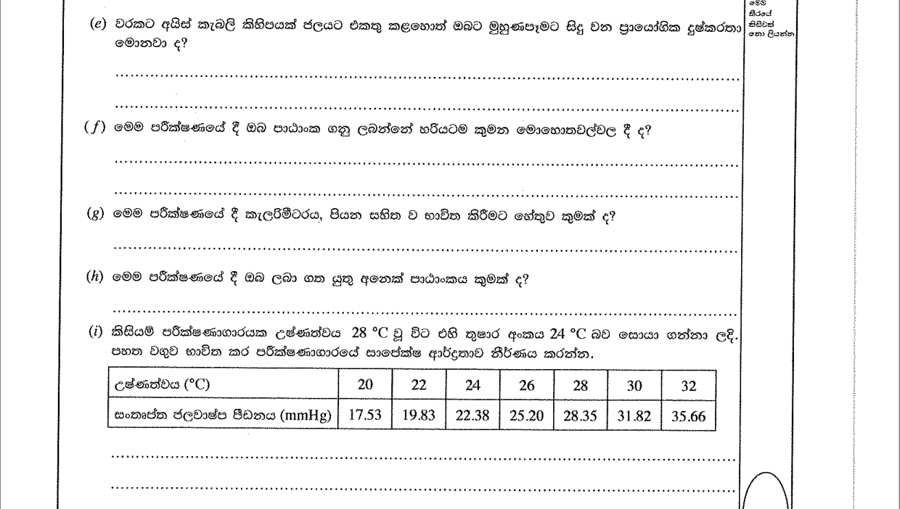 මෙම
තීරයේ
කිසිවක්
නො ලියන්න
(e) වරකට අයිස් කැබලි කිහිපයක් ජලයට එකතු කළහොත් ඔබට මුහුණපෑමට සිදු වන ප්‍රායෝගික දුෂ්කරතා
මොනවා ද?
(f) මෙම පරීක්ෂණයේ දී ඔබ පාඨාංක ගනු ලබන්නේ හරියටම කුමන මොහොතවල්වල දී ද?
(g) මෙම පරීක්ෂණයේ දී කැලරිමීටරය, පියන සහිත ව භාවිත කිරීමට හේතුව කුමක් ද?
(h) මෙම පරීක්ෂණයේ දී ඔබ ලබා ගත යුතු අනෙක් පාඨාංකය කුමක් ද?
(i) කිසියම් පරීක්ෂණාගාරයක උෂ්ණත්වය 28 °C වූ විට එහි තුෂාර අංකය 24 °C බව සොයා ගන්නා ලදි.
පහත වගුව භාවිත කර පරීක්ෂණාගාරයේ සාපේක්ෂ ආර්ද්‍රතාව නිර්ණය කරන්න.
උෂ්ණත්වය (°C) 20 22 24 26 28 30 32
සංතෘප්ත ජලවාෂ්ප පීඩනය (mmHg) 17.53 19.83 22.38 25.20 28.35 31.82 35.66